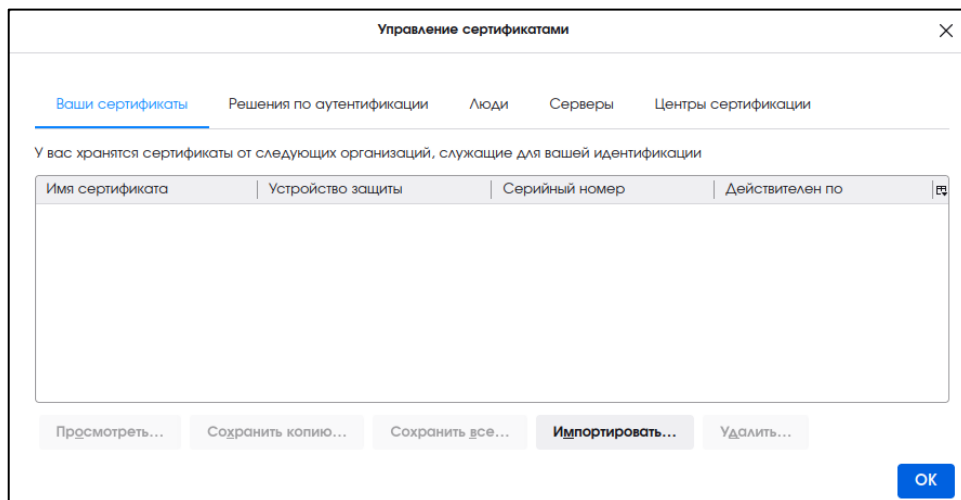 Управление сертификатами
Ваши сертификаты Решения по аутентификации Люди Серверы Центры сертификации
У вас хранятся сертификаты от следующих организаций, служащие для вашей идентификации
Имя сертификата Устройство защиты Серийный номер Действителен по
Просмотреть... Сохранить копию... Сохранить все... Импортировать... Удалить...
ОК